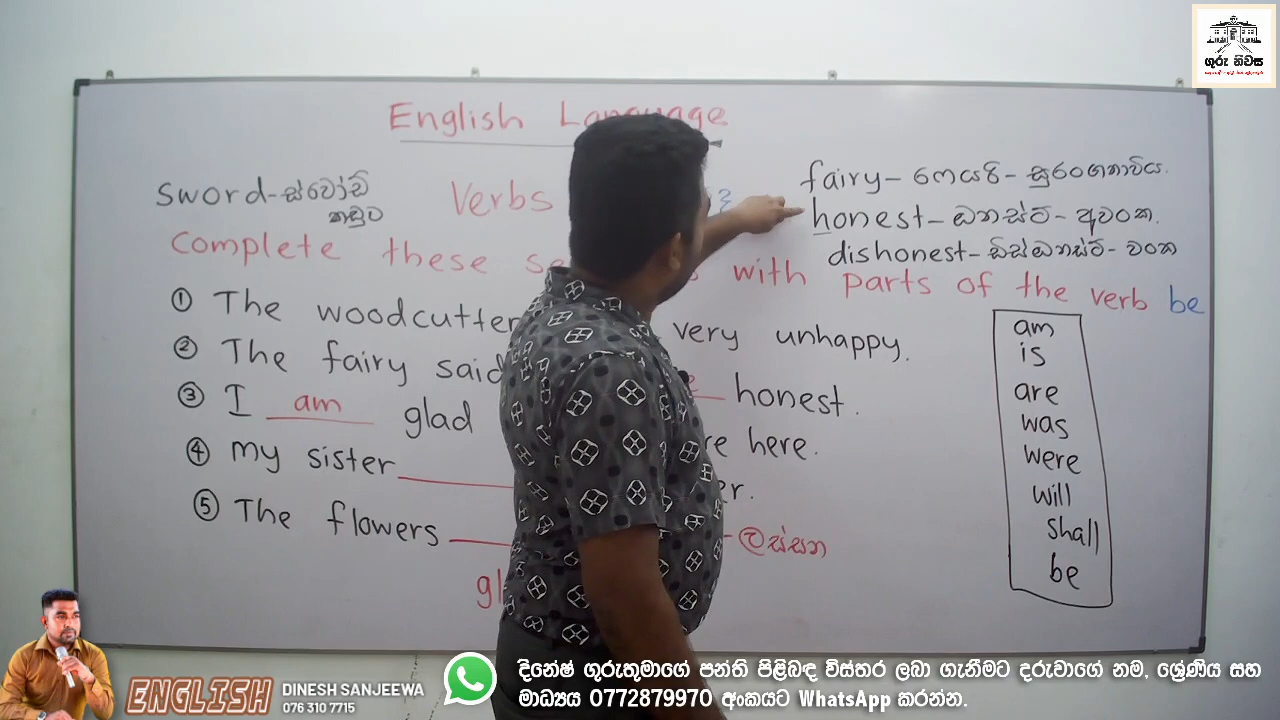 ගුරු නිවස
English Language
fairy - ෆෙයරි - සුරංගනාවිය.
sword - ස්වෝඩ්
කඩුව
Verbs
honest - ඔනස්ට් - අවංක.
dishonest - ඩිස්ඔනස්ට් - වංක
Complete these with parts of the verb be
① The woodcutter very unhappy.
② The fairy said honest.
③ I am glad here.
④ My sister
⑤ The flowers ලස්සන
am
is
are
was
were
will
shall
be
දිනේෂ් ගුරුතුමාගේ පන්ති පිළිබඳ විස්තර ලබා ගැනීමට දරුවාගේ නම, ශ්‍රේණිය සහ
මාධ්‍යය 0772879970 අංකයට WhatsApp කරන්න.
ENGLISH
DINESH SANJEEWA
076 310 7715